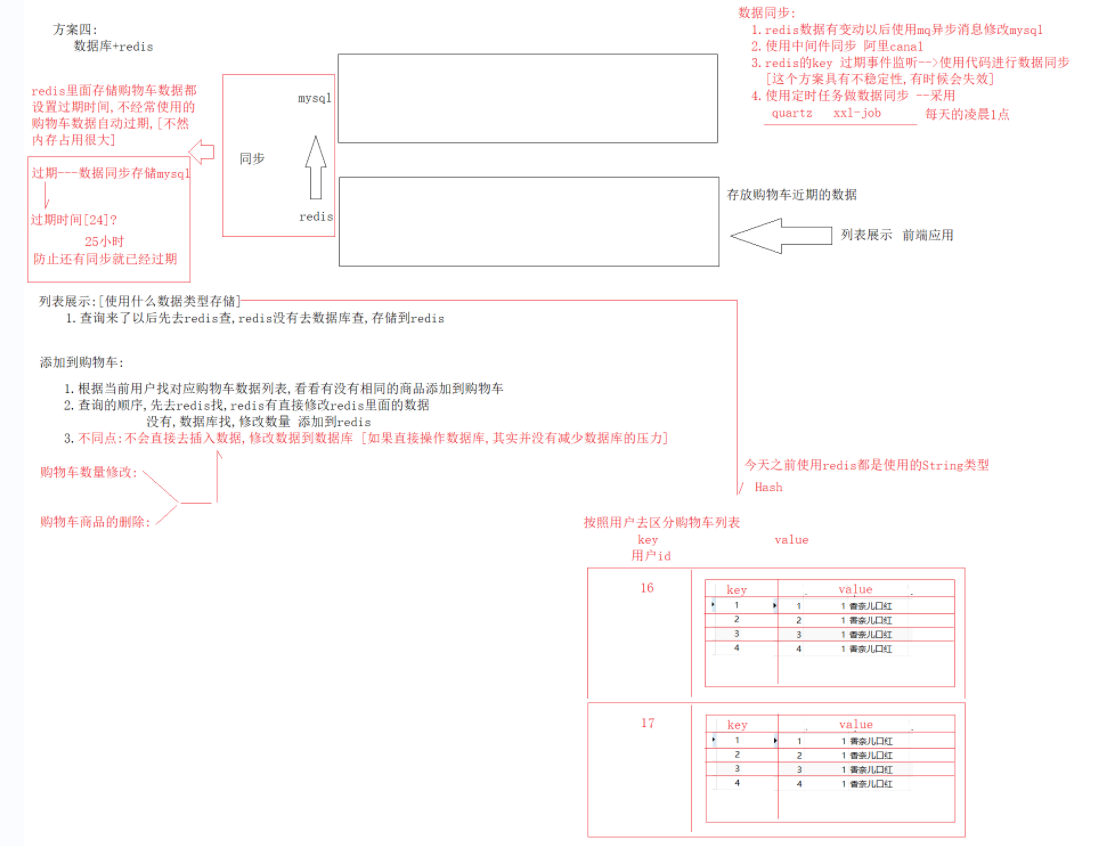 方案四:
数据库+redis
数据同步:
1.redis数据有变动以后使用mq异步消息修改mysql
2.使用中间件同步 阿里canal
3.redis的key 过期事件监听-->使用代码进行数据同步
[这个方案具有不稳定性,有时候会失效]
4.使用定时任务做数据同步 --采用
quartz xxl-job 每天的凌晨1点
redis里面存储购物车数据都
设置过期时间,不经常使用的
购物车数据自动过期,[不然
内存占用很大]
mysql
同步
redis
过期---数据同步存储mysql
过期时间[24]?
25小时
防止还有同步就已经过期
存放购物车近期的数据
列表展示 前端应用
列表展示:[使用什么数据类型存储]
1.查询来了以后先去redis查,redis没有去数据库查,存储到redis
添加到购物车:
1.根据当前用户找对应购物车数据列表,看看有没有相同的商品添加到购物车
2.查询的顺序,先去redis找,redis有直接修改redis里面的数据
没有,数据库找,修改数量 添加到redis
3.不同点:不会直接去插入数据,修改数据到数据库 [如果直接操作数据库,其实并没有减少数据库的压力]
购物车数量修改:
购物车商品的删除:
今天之前使用redis都是使用的String类型
Hash
按照用户去区分购物车列表
key value
用户id
16
key value
1 1 1 香奈儿口红
2 2 1 香奈儿口红
3 3 1 香奈儿口红
4 4 1 香奈儿口红
17
key value
1 1 1 香奈儿口红
2 2 1 香奈儿口红
3 3 1 香奈儿口红
4 4 1 香奈儿口红